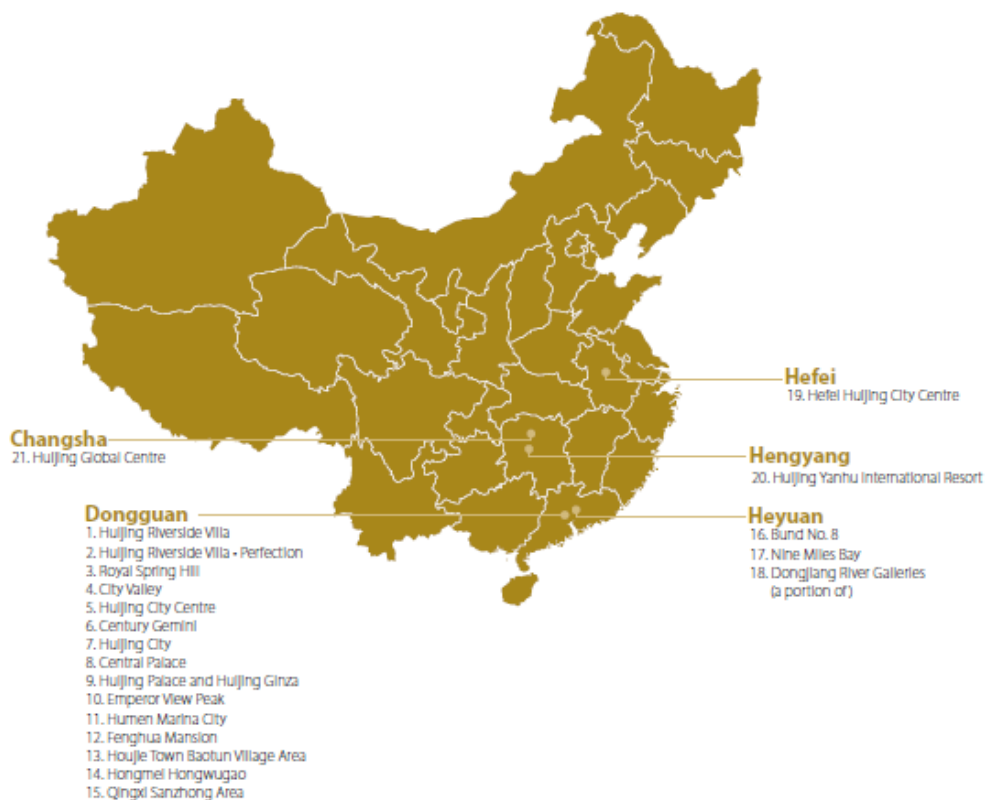 Hefei
19. Hefei Huijing City Centre
Changsha
21. Huijing Global Centre
Hengyang
20. Huijing Yanhu International Resort
Dongguan
1. Huijing Riverside Villa
2. Huijing Riverside Villa • Perfection
3. Royal Spring Hill
4. City Valley
5. Huijing City Centre
6. Century Gemini
7. Huijing City
8. Central Palace
9. Huijing Palace and Huijing Ginza
10. Emperor View Peak
11. Humen Marina City
12. Fenghua Mansion
13. Houjie Town Baotun Village Area
14. Hongmei Hongwugao
15. Qingxi Sanzhong Area
Heyuan
16. Bund No. 8
17. Nine Miles Bay
18. Dongjiang River Galleries
(a portion of)